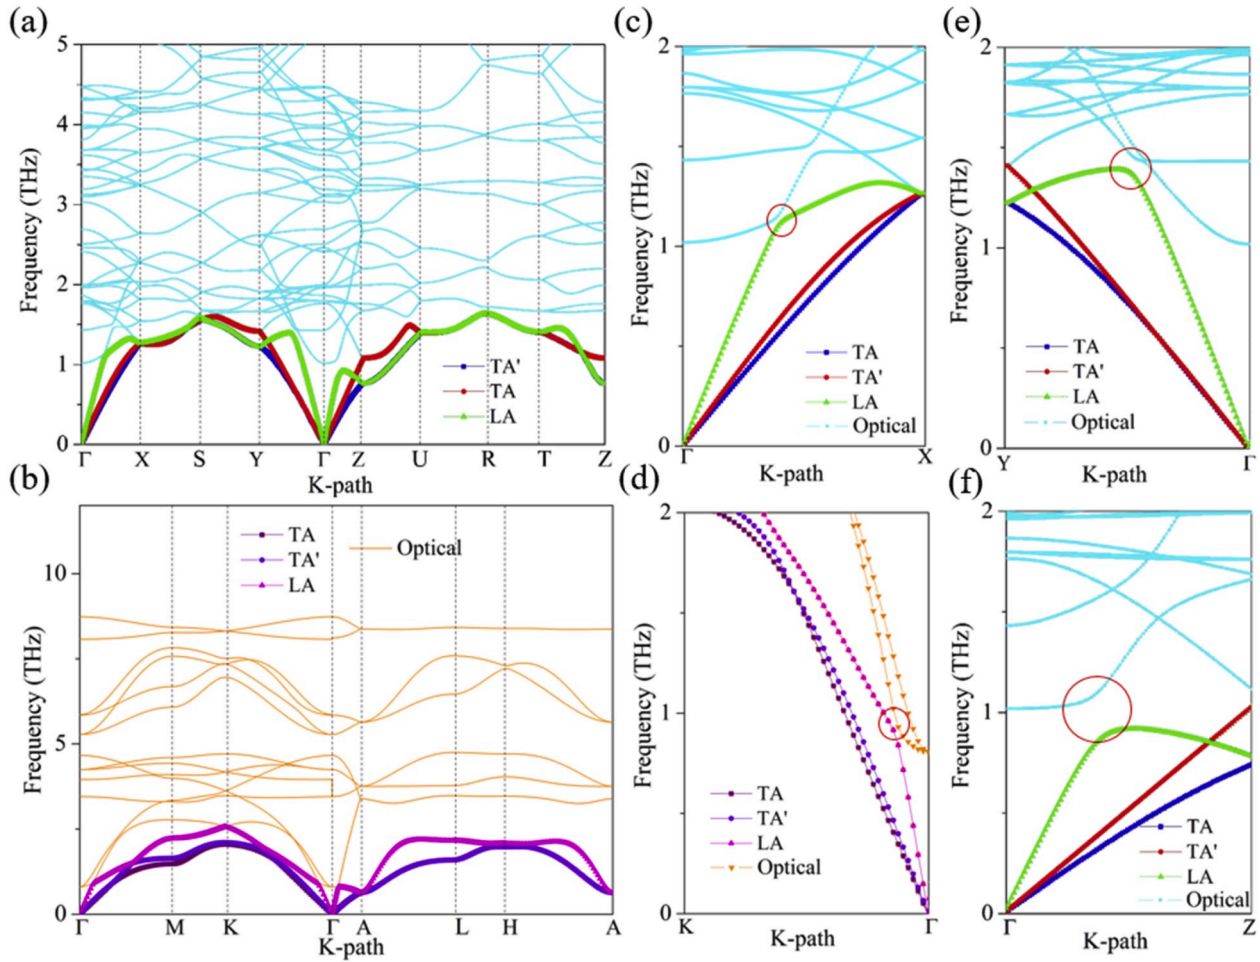 (a)
5
4
3
2
1
0
Frequency (THz)
TA'
TA
LA
Γ X S Y Γ Z U R T Z
K-path
(c)
2
1
0
Frequency (THz)
TA
TA'
LA
Optical
Γ X
K-path
(e)
2
1
0
Frequency (THz)
TA
TA'
LA
Optical
Y Γ
K-path
(b)
10
5
0
Frequency (THz)
TA
TA'
LA
Optical
Γ M K Γ A L H A
K-path
(d)
2
1
0
Frequency (THz)
TA
TA'
LA
Optical
K Γ
K-path
(f)
2
1
0
Frequency (THz)
TA
TA'
LA
Optical
Γ Z
K-path